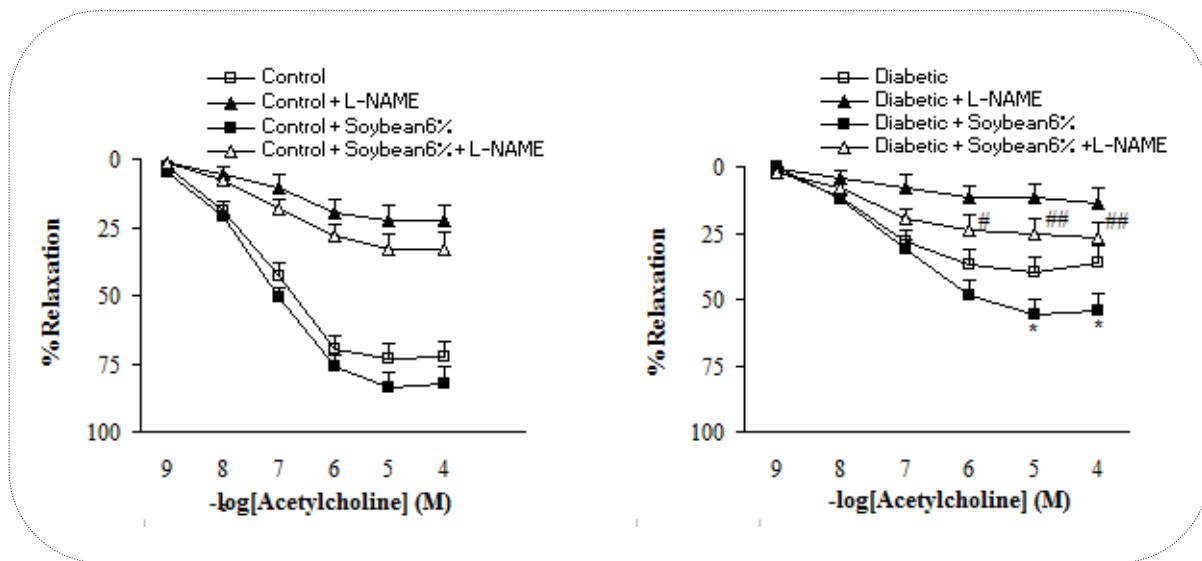 Control
Control + L-NAME
Control + Soybean6%
Control + Soybean6% + L-NAME
0
25
50
75
100
%Relaxation
9 8 7 6 5 4
-log[Acetylcholine] (M)
Diabetic
Diabetic + L-NAME
Diabetic + Soybean6%
Diabetic + Soybean6% +L-NAME
0
25
50
75
100
%Relaxation
# ## ##
* *
9 8 7 6 5 4
-log[Acetylcholine] (M)